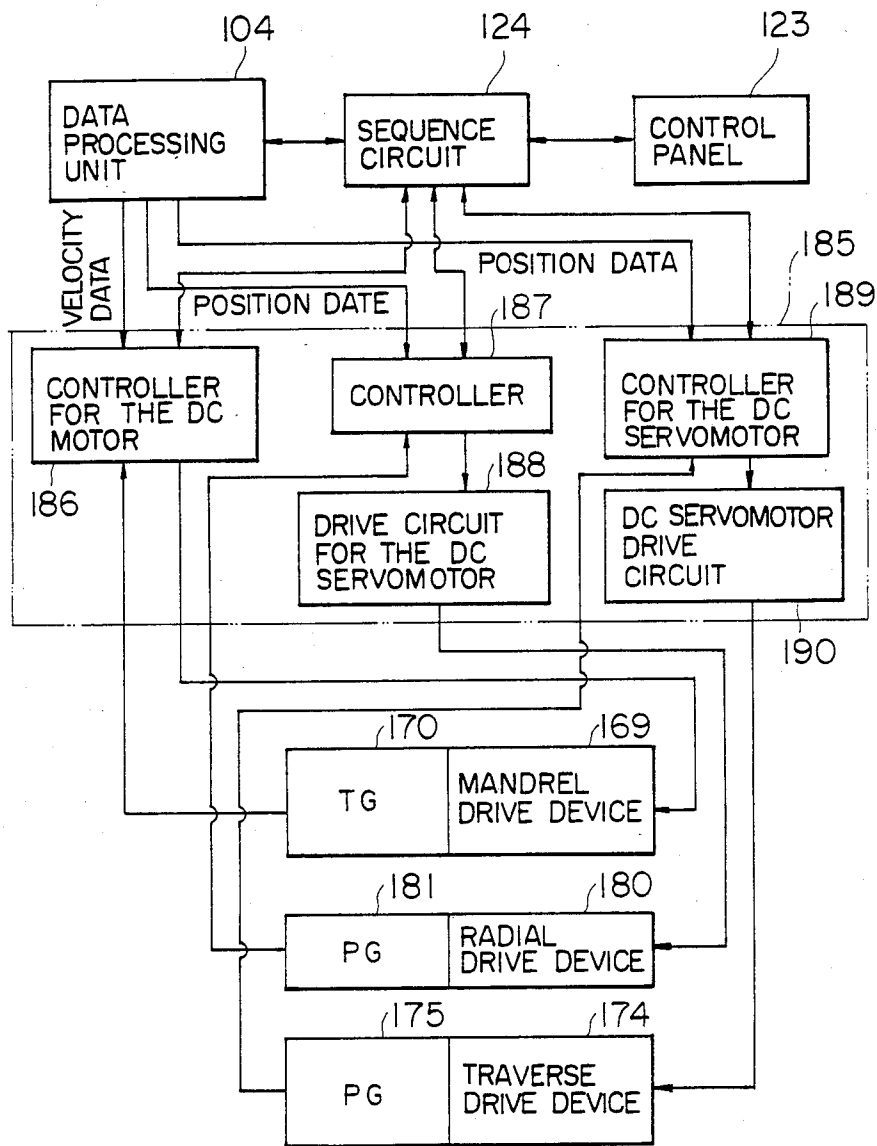 104
124
123
DATA
PROCESSING
UNIT
SEQUENCE
CIRCUIT
CONTROL
PANEL
VELOCITY
DATA
POSITION DATE
POSITION DATA
185
187
189
CONTROLLER
FOR THE DC
MOTOR
CONTROLLER
CONTROLLER
FOR THE DC
SERVOMOTOR
186
188
DRIVE CIRCUIT
FOR THE DC
SERVOMOTOR
DC SERVOMOTOR
DRIVE
CIRCUIT
190
170
169
TG
MANDREL
DRIVE DEVICE
181
180
PG
RADIAL
DRIVE DEVICE
175
174
PG
TRAVERSE
DRIVE DEVICE